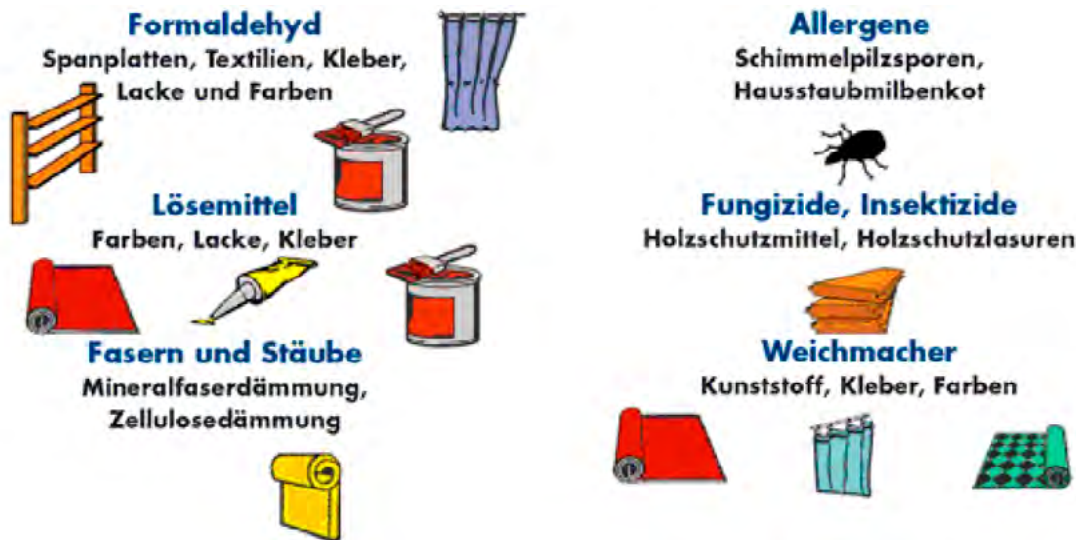 Formaldehyd
Spanplatten, Textilien, Kleber,
Lacke und Farben
Lösemittel
Farben, Lacke, Kleber
Fasern und Stäube
Mineralfaserdämmung,
Zellulosedämmung
Allergene
Schimmelpilzsporen,
Hausstaubmilbenkot
Fungizide, Insektizide
Holzschutzmittel, Holzschutzlasuren
Weichmacher
Kunststoff, Kleber, Farben